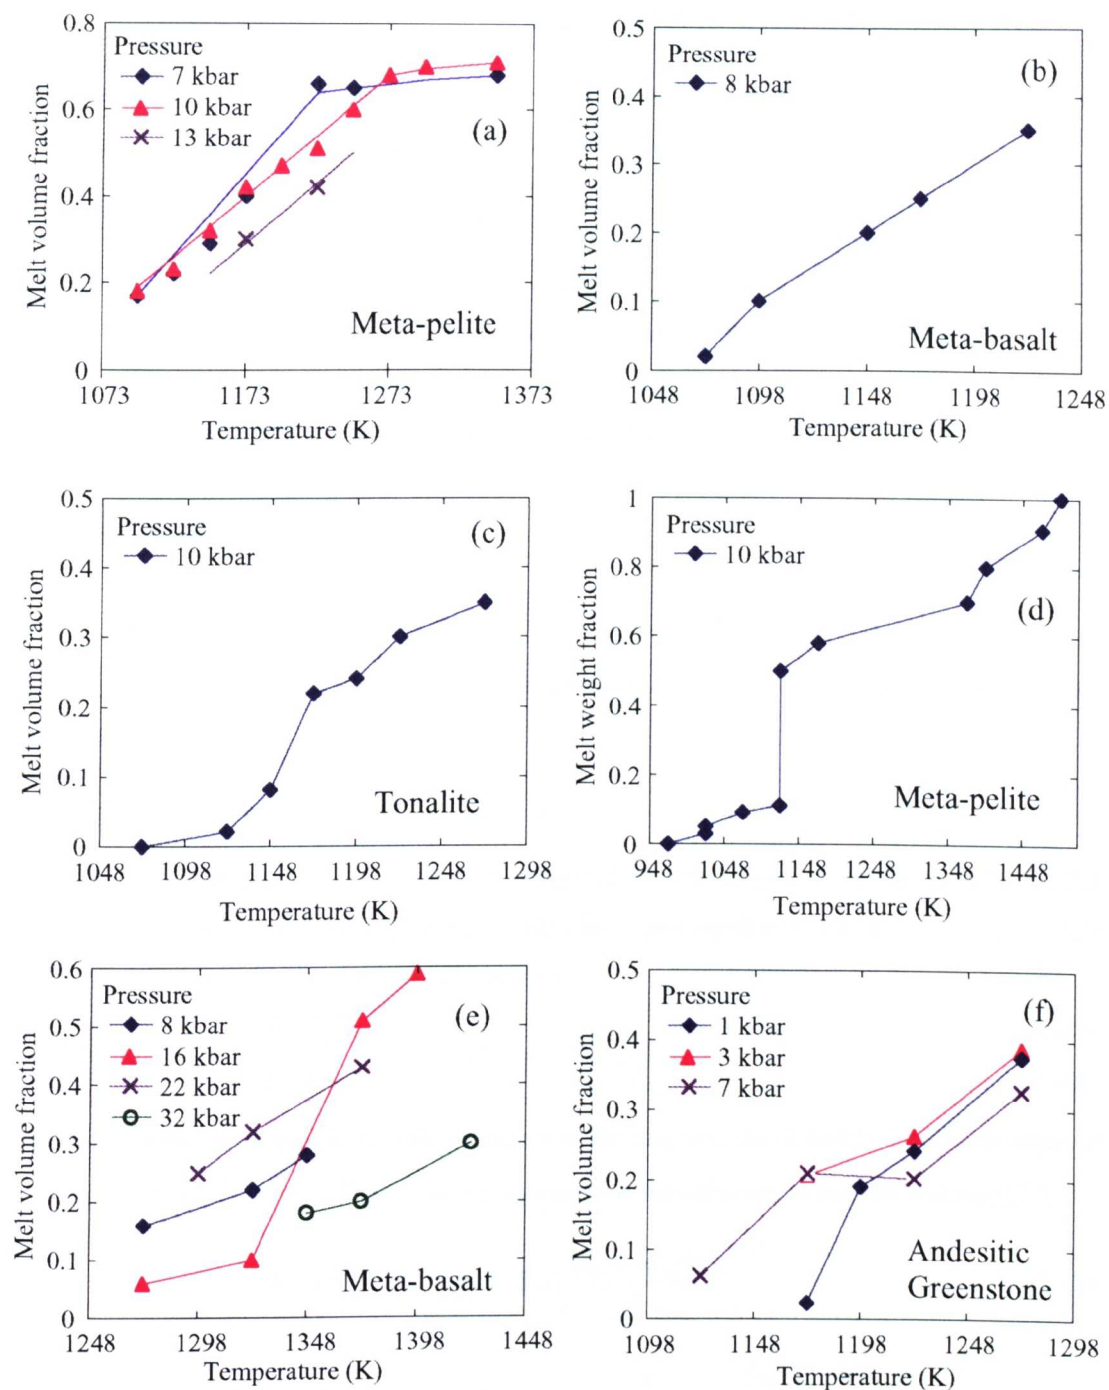 Pressure
7 kbar
10 kbar
13 kbar
(a)
Meta-pelite
Melt volume fraction
0.8
0.6
0.4
0.2
0
1073 1173 1273 1373
Temperature (K)
Pressure
8 kbar
(b)
Meta-basalt
Melt volume fraction
0.5
0.4
0.3
0.2
0.1
0
1048 1098 1148 1198 1248
Temperature (K)
Pressure
10 kbar
(c)
Tonalite
Melt volume fraction
0.5
0.4
0.3
0.2
0.1
0
1048 1098 1148 1198 1248 1298
Temperature (K)
Pressure
10 kbar
(d)
Meta-pelite
Melt weight fraction
1
0.8
0.6
0.4
0.2
0
948 1048 1148 1248 1348 1448
Temperature (K)
Pressure
8 kbar
16 kbar
22 kbar
32 kbar
(e)
Meta-basalt
Melt volume fraction
0.6
0.5
0.4
0.3
0.2
0.1
0
1248 1298 1348 1398 1448
Temperature (K)
Pressure
1 kbar
3 kbar
7 kbar
(f)
Andesitic
Greenstone
Melt volume fraction
0.5
0.4
0.3
0.2
0.1
0
1098 1148 1198 1248 1298
Temperature (K)